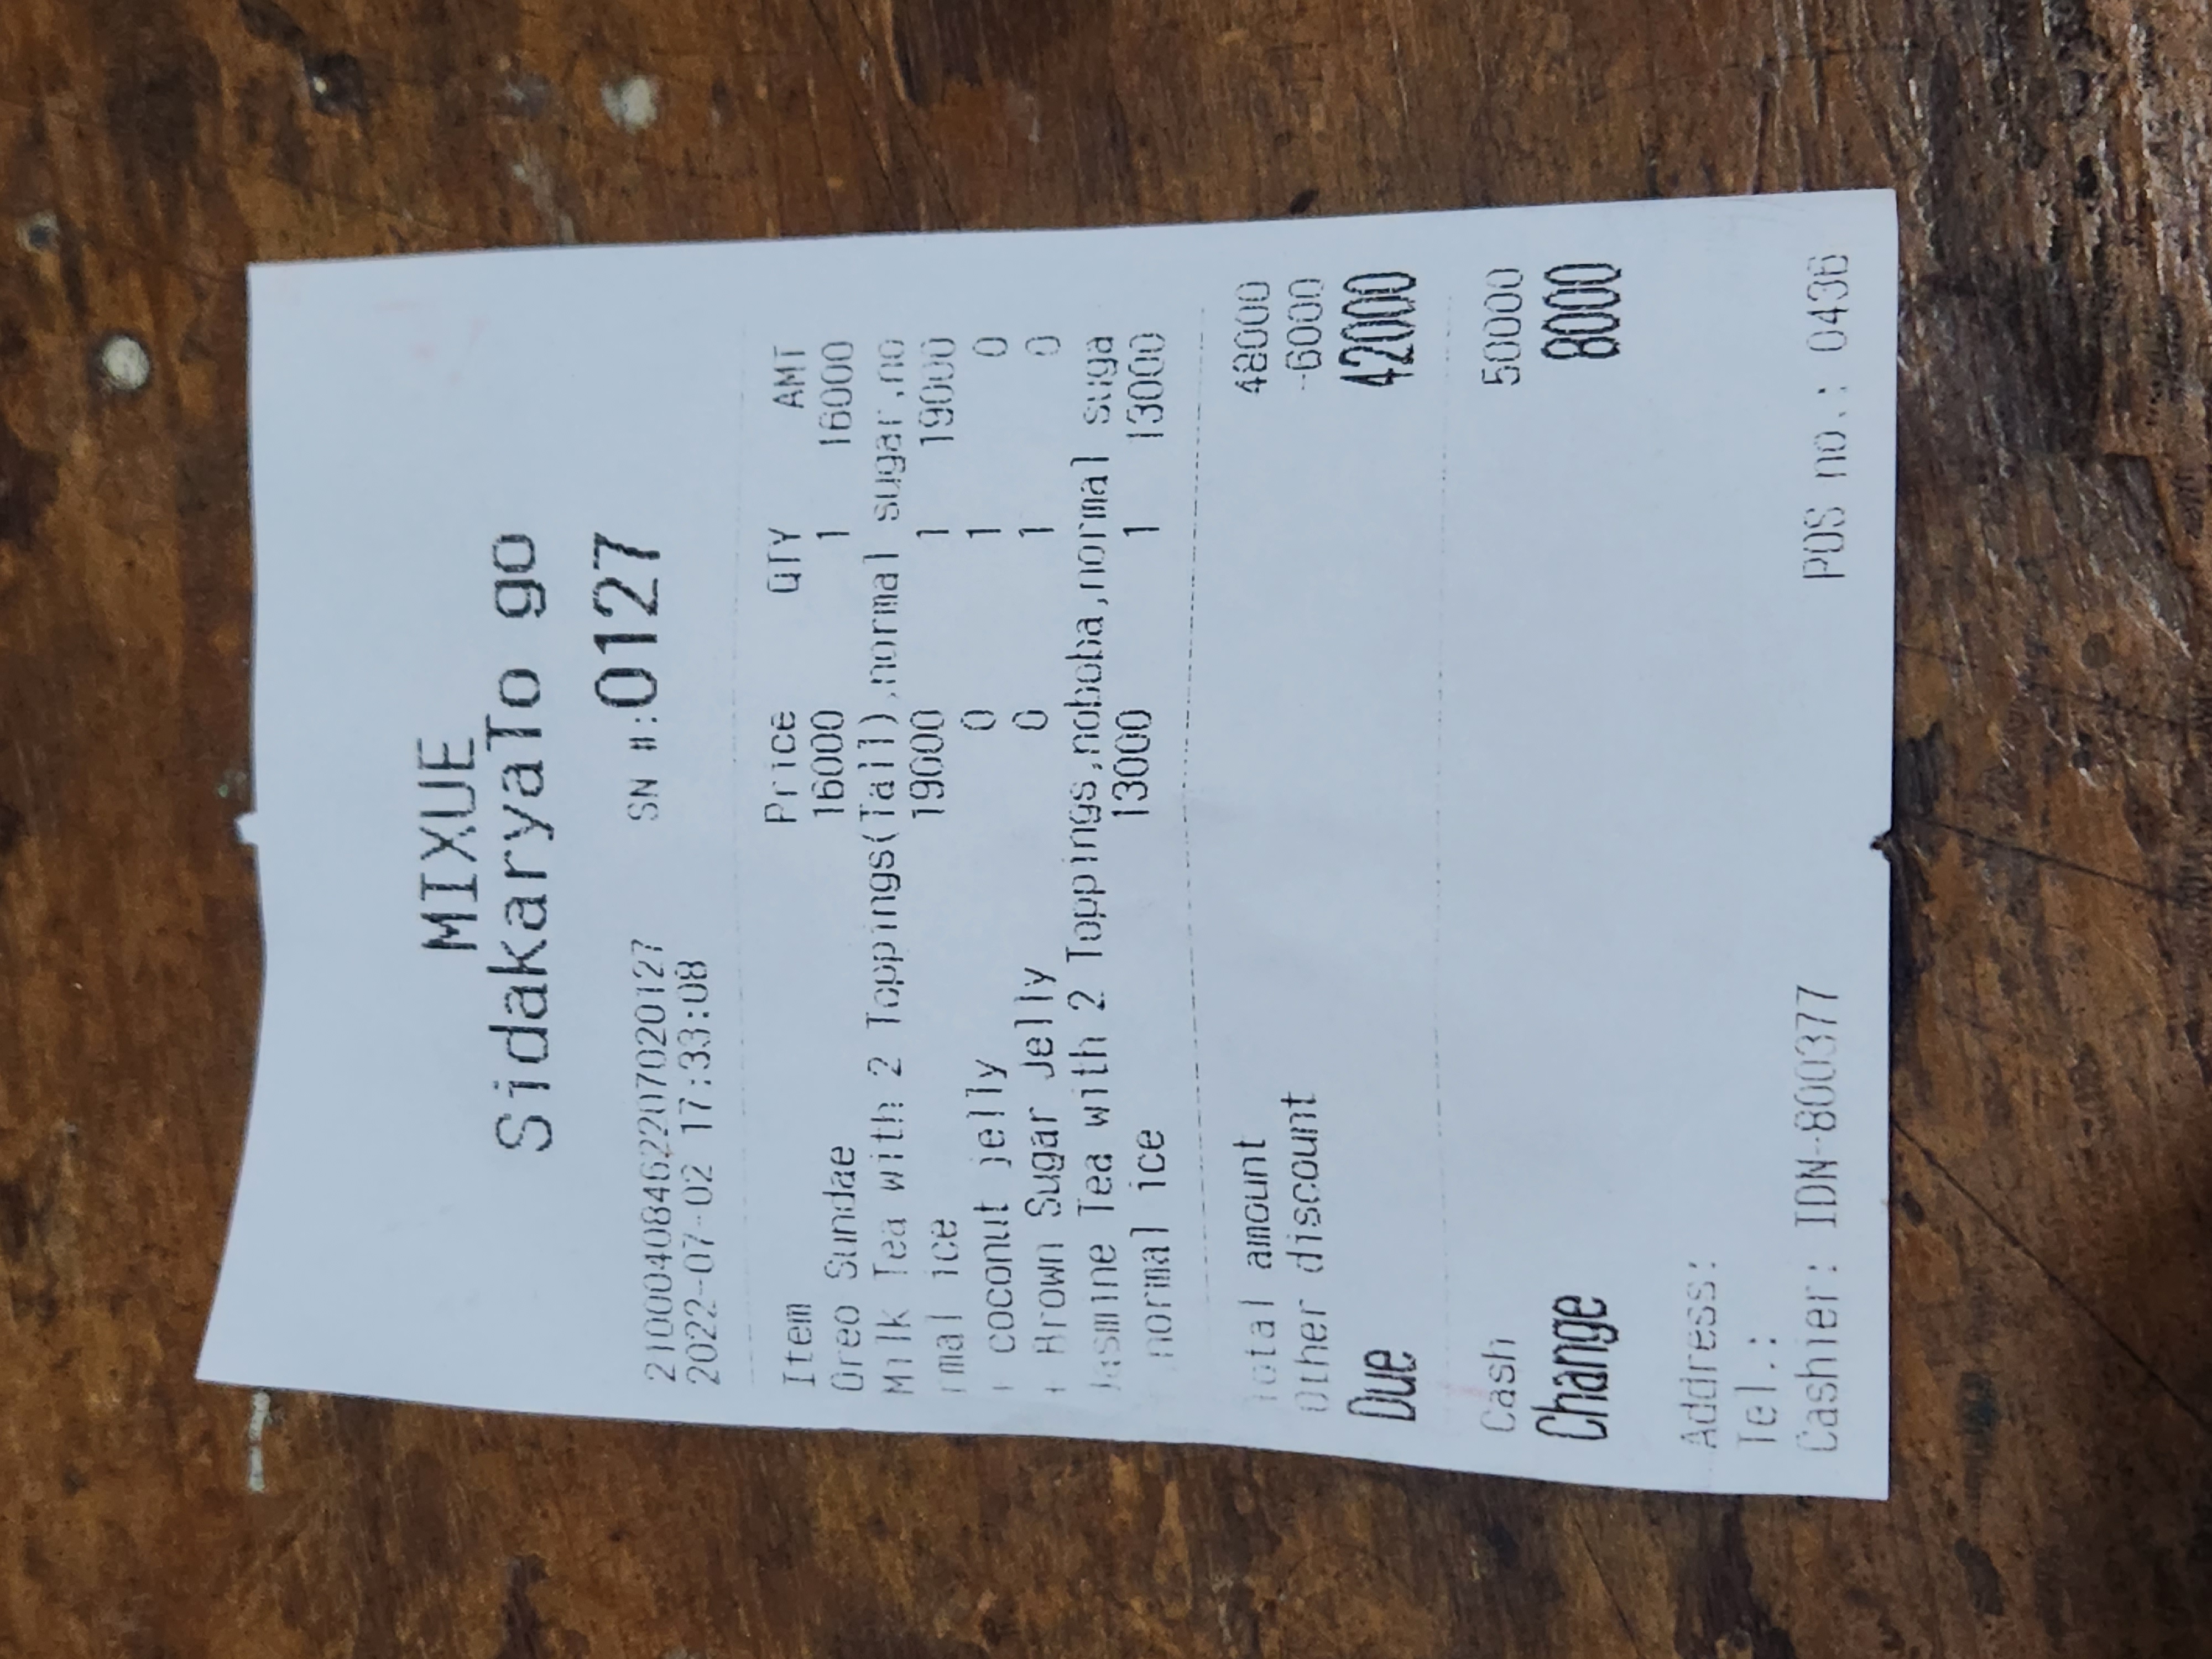 MIXUE
SidakaryaTo go
21000408462207020127 SN #:0127
2022-07-02 17:33:08
Item Price QTY AMT
Oreo Sundae 16000 1 16000
Milk Tea with 2 Toppings(Tall),normal sugar,no
rmal ice 19000 1 19000
+ coconut jelly 0 1 0
+ Brown Sugar Jelly 0 1 0
Jasmine Tea with 2 Toppings,noboba,normal suga
normal ice 13000 1 13000
Total amount 48000
Other discount -6000
Due 42000
Cash 50000
Change 8000
Address:
Tel.:
Cashier: IDN-800377 POS no.: 0436